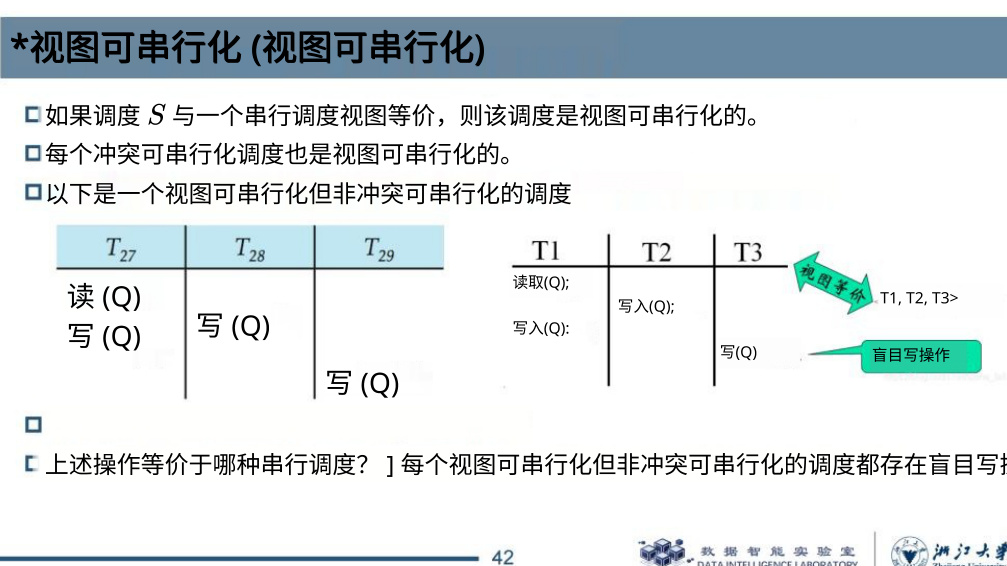 *视图可串行化 (视图可串行化)
如果调度 S 与一个串行调度视图等价，则该调度是视图可串行化的。
每个冲突可串行化调度也是视图可串行化的。
以下是一个视图可串行化但非冲突可串行化的调度
T27 T28 T29
读 (Q)
写 (Q)
写 (Q)
写 (Q)
T1 T2 T3
读取(Q);
写入(Q);
写入(Q):
写(Q)
视图等价
T1, T2, T3>
盲目写操作
上述操作等价于哪种串行调度？ ] 每个视图可串行化但非冲突可串行化的调度都存在盲目写
42
数据智能实验室
DATA INTELLIGENCE LABORATORY
浙江大学